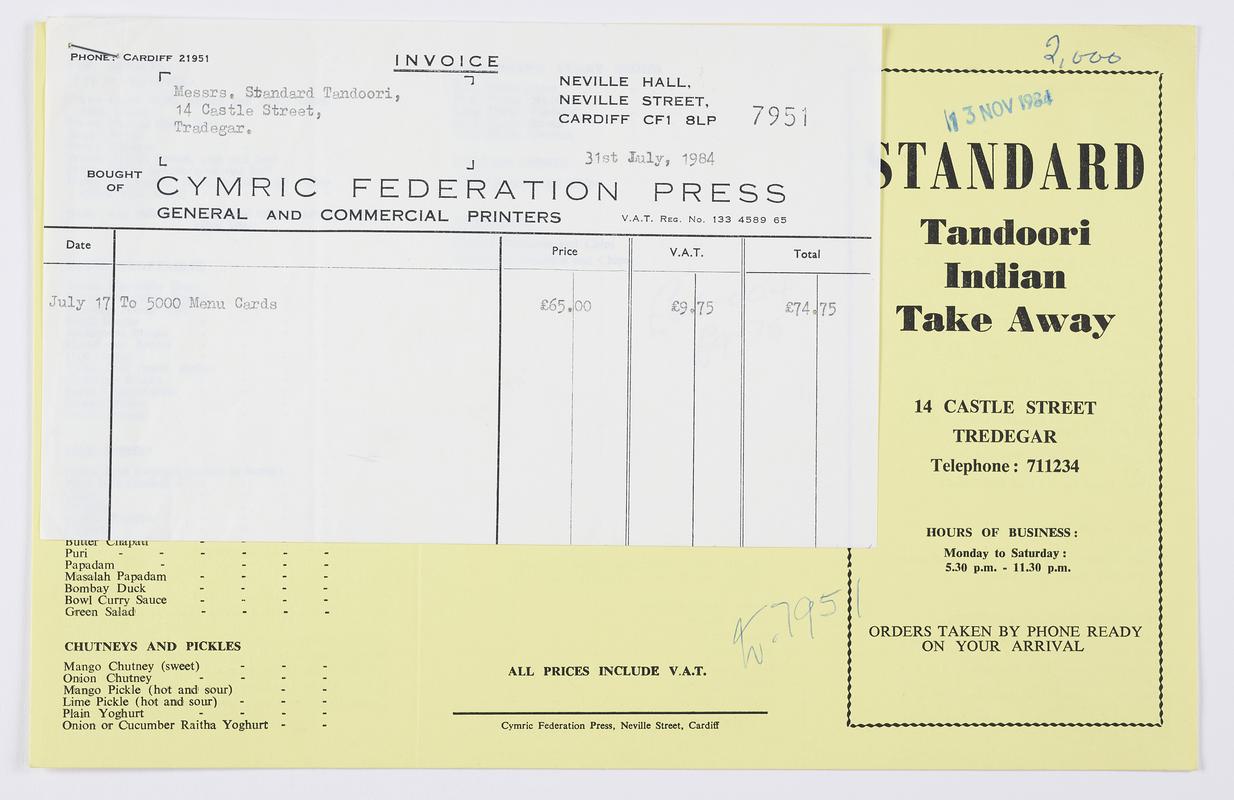 PHONE: CARDIFF 21951
INVOICE
Messrs. Standard Tandoori,
14 Castle Street,
Tradegar.
NEVILLE HALL,
NEVILLE STREET,
CARDIFF CF1 8LP
7951
31st July, 1984
BOUGHT
OF
CYMRIC FEDERATION PRESS
GENERAL AND COMMERCIAL PRINTERS
V.A.T. REG. No. 133 4589 65
Date Price V.A.T. Total
July 17 To 5000 Menu Cards £65.00 £9.75 £74.75
Butter Chapati - - - -
Puri - - - - - -
Papadam - - - -
Masalah Papadam - - - -
Bombay Duck - - - -
Bowl Curry Sauce - - - -
Green Salad - - - -
CHUTNEYS AND PICKLES
Mango Chutney (sweet) - - -
Onion Chutney - - - -
Mango Pickle (hot and sour) - -
Lime Pickle (hot and sour) - - -
Plain Yoghurt - - - -
Onion or Cucumber Raitha Yoghurt - -
7951
ALL PRICES INCLUDE V.A.T.
Cymric Federation Press, Neville Street, Cardiff
2,000
13 NOV 1984
STANDARD
Tandoori
Indian
Take Away
14 CASTLE STREET
TREDEGAR
Telephone: 711234
HOURS OF BUSINESS:
Monday to Saturday:
5.30 p.m. - 11.30 p.m.
ORDERS TAKEN BY PHONE READY
ON YOUR ARRIVAL